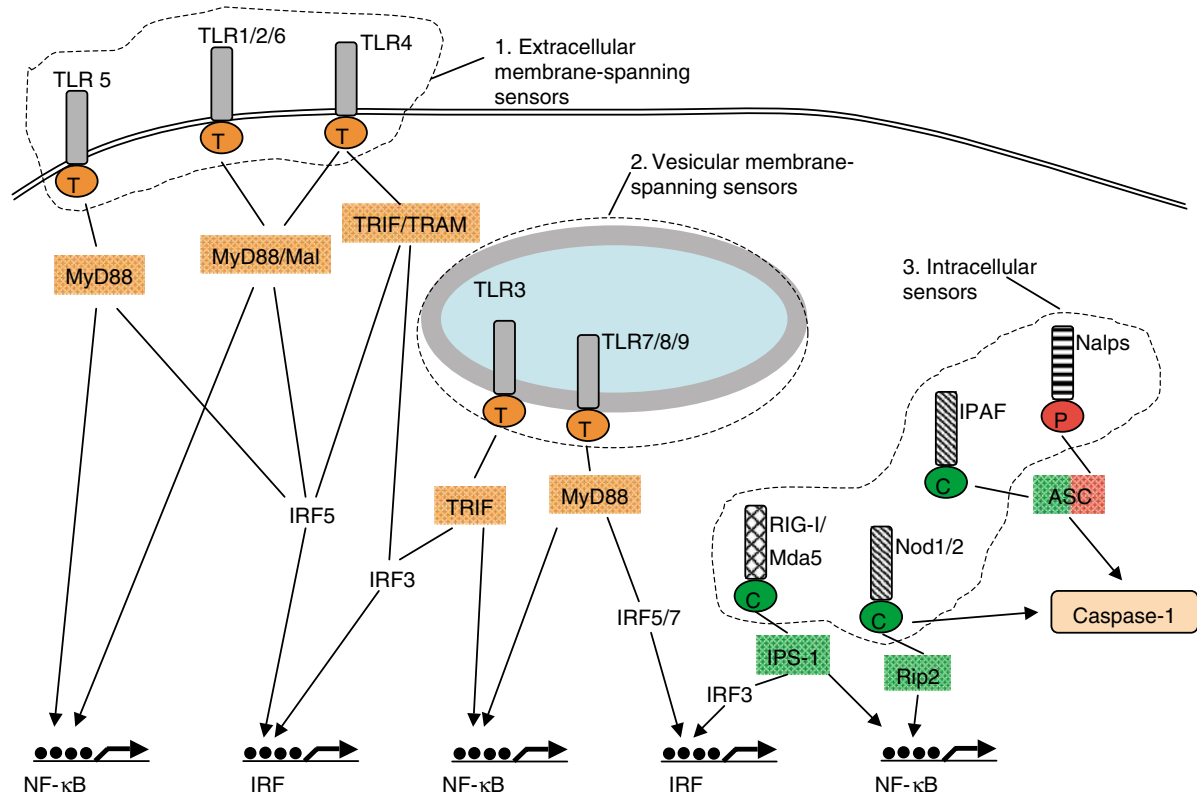 TLR1/2/6
TLR4
TLR 5
1. Extracellular
membrane-spanning
sensors
T
T
T
2. Vesicular membrane-
spanning sensors
TRIF/TRAM
MyD88
MyD88/Mal
3. Intracellular
sensors
TLR3
TLR7/8/9
Nalps
T
T
IPAF
P
C
ASC
TRIF
MyD88
IRF5
RIG-I/
Mda5
Nod1/2
IRF3
C
C
IRF5/7
Caspase-1
IPS-1
Rip2
IRF3
NF-κB
IRF
NF-κB
IRF
NF-κB